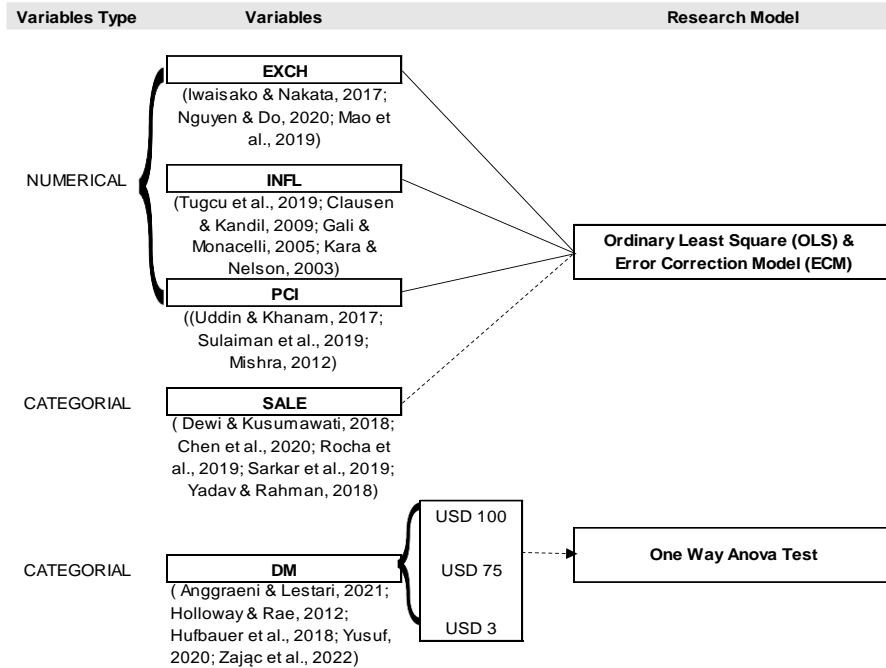 Variables Type Variables Research Model
EXCH
(Iwaisako & Nakata, 2017;
Nguyen & Do, 2020; Mao et
al., 2019)
NUMERICAL
INFL
(Tugcu et al., 2019; Clausen
& Kandil, 2009; Gali &
Monacelli, 2005; Kara &
Nelson, 2003)
Ordinary Least Square (OLS) &
Error Correction Model (ECM)
PCI
((Uddin & Khanam, 2017;
Sulaiman et al., 2019;
Mishra, 2012)
CATEGORIAL
SALE
( Dewi & Kusumawati, 2018;
Chen et al., 2020; Rocha et
al., 2019; Sarkar et al., 2019;
Yadav & Rahman, 2018)
CATEGORIAL
DM
( Anggraeni & Lestari, 2021;
Holloway & Rae, 2012;
Hufbauer et al., 2018; Yusuf,
2020; Zając et al., 2022)
USD 100
USD 75
USD 3
One Way Anova Test